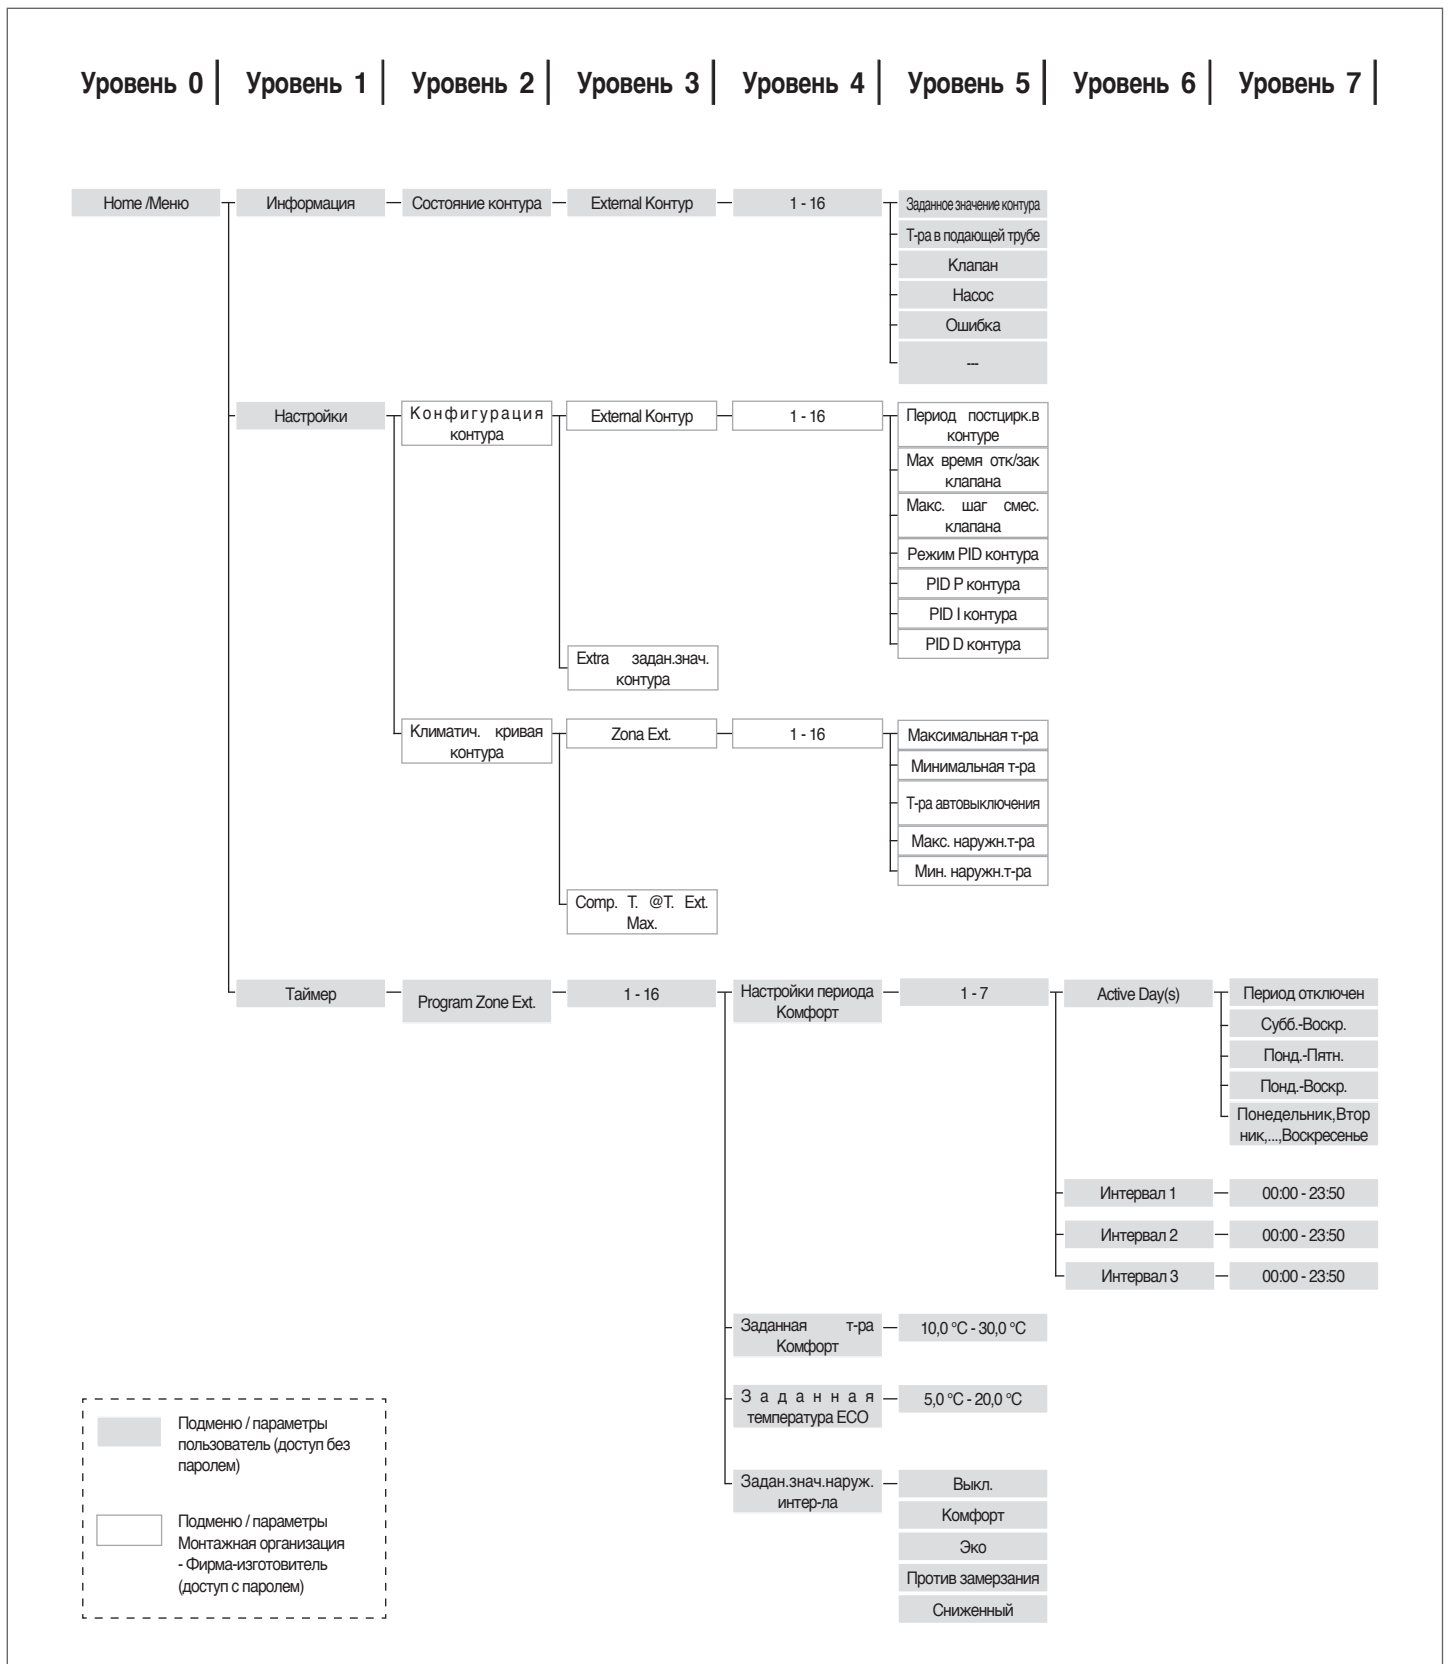 Уровень 0 Уровень 1 Уровень 2 Уровень 3 Уровень 4 Уровень 5 Уровень 6 Уровень 7
Home /Меню Информация Состояние контура External Контур 1 - 16 Заданное значение контура
Т-ра в подающей трубе
Клапан
Насос
Ошибка
---
Настройки
Конфигурация
контура
External Контур
1 - 16
Период постцирк.в
контуре
Мах время отк/зак
клапана
Макс. шаг смес.
клапана
Режим PID контура
PID P контура
PID I контура
PID D контура
Extra задан.знач.
контура
Климатич. кривая
контура
Zona Ext.
1 - 16
Максимальная т-ра
Минимальная т-ра
Т-ра автовыключения
Макс. наружн.т-ра
Мин. наружн.т-ра
Comp. T. @T. Ext.
Max.
Таймер
Program Zone Ext.
1 - 16
Настройки периода
Комфорт
1 - 7
Active Day(s)
Период отключен
Субб.-Воскр.
Понд.-Пятн.
Понд.-Воскр.
Понедельник,Втор
ник,...,Воскресенье
Интервал 1 00:00 - 23:50
Интервал 2 00:00 - 23:50
Интервал 3 00:00 - 23:50
Заданная т-ра
Комфорт
10,0 °C - 30,0 °C
Заданная
температура ECO
5,0 °C - 20,0 °C
Задан.знач.наруж.
интер-ла
Выкл.
Комфорт
Эко
Против замерзания
Сниженный
Подменю / параметры
пользователь (доступ без
паролем)
Подменю / параметры
Монтажная организация
- Фирма-изготовитель
(доступ с паролем)